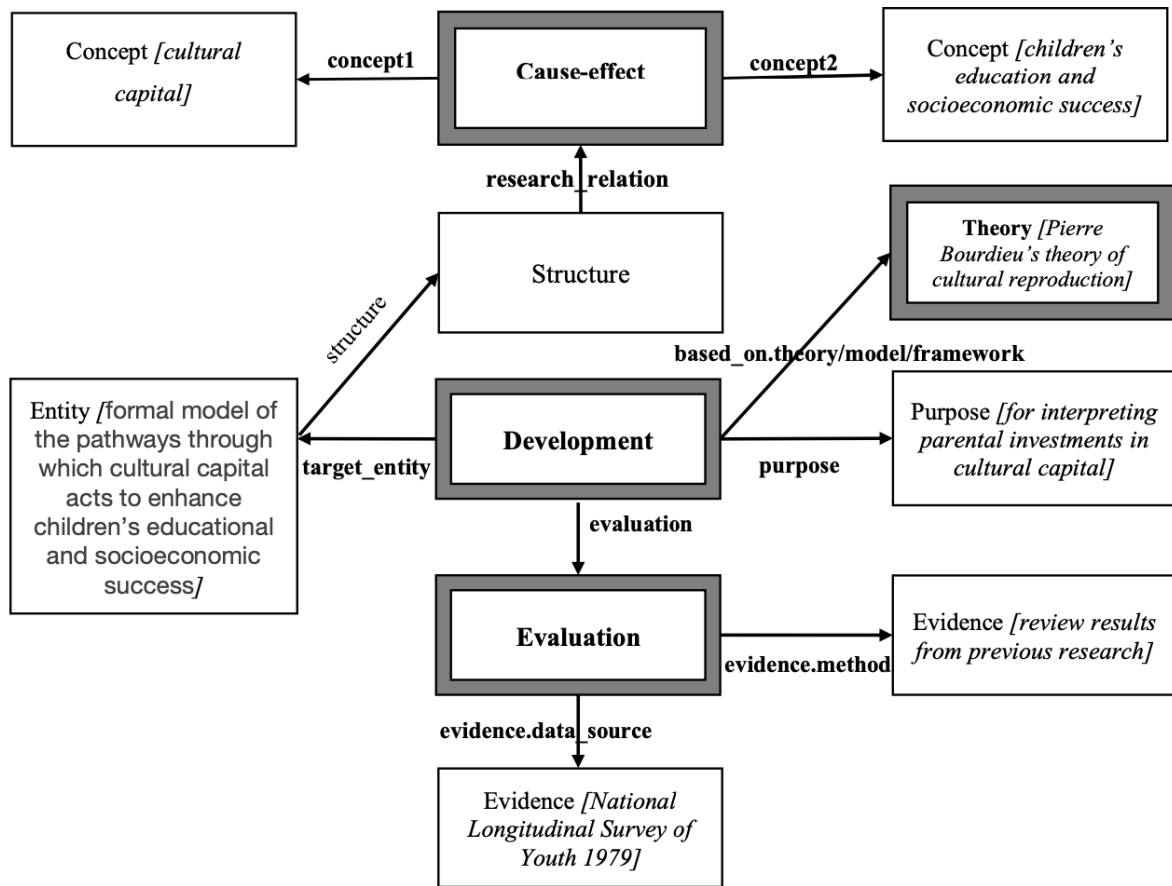 Concept [cultural
capital]
concept1
Cause-effect
concept2
Concept [children’s
education and
socioeconomic success]
research_relation
Structure
Theory [Pierre
Bourdieu’s theory of
cultural reproduction]
structure
based_on.theory/model/framework
Entity [formal model of
the pathways through
which cultural capital
acts to enhance
children’s educational
and socioeconomic
success]
target_entity
Development
purpose
Purpose [for interpreting
parental investments in
cultural capital]
evaluation
Evaluation
evidence.method
Evidence [review results
from previous research]
evidence.data_source
Evidence [National
Longitudinal Survey of
Youth 1979]